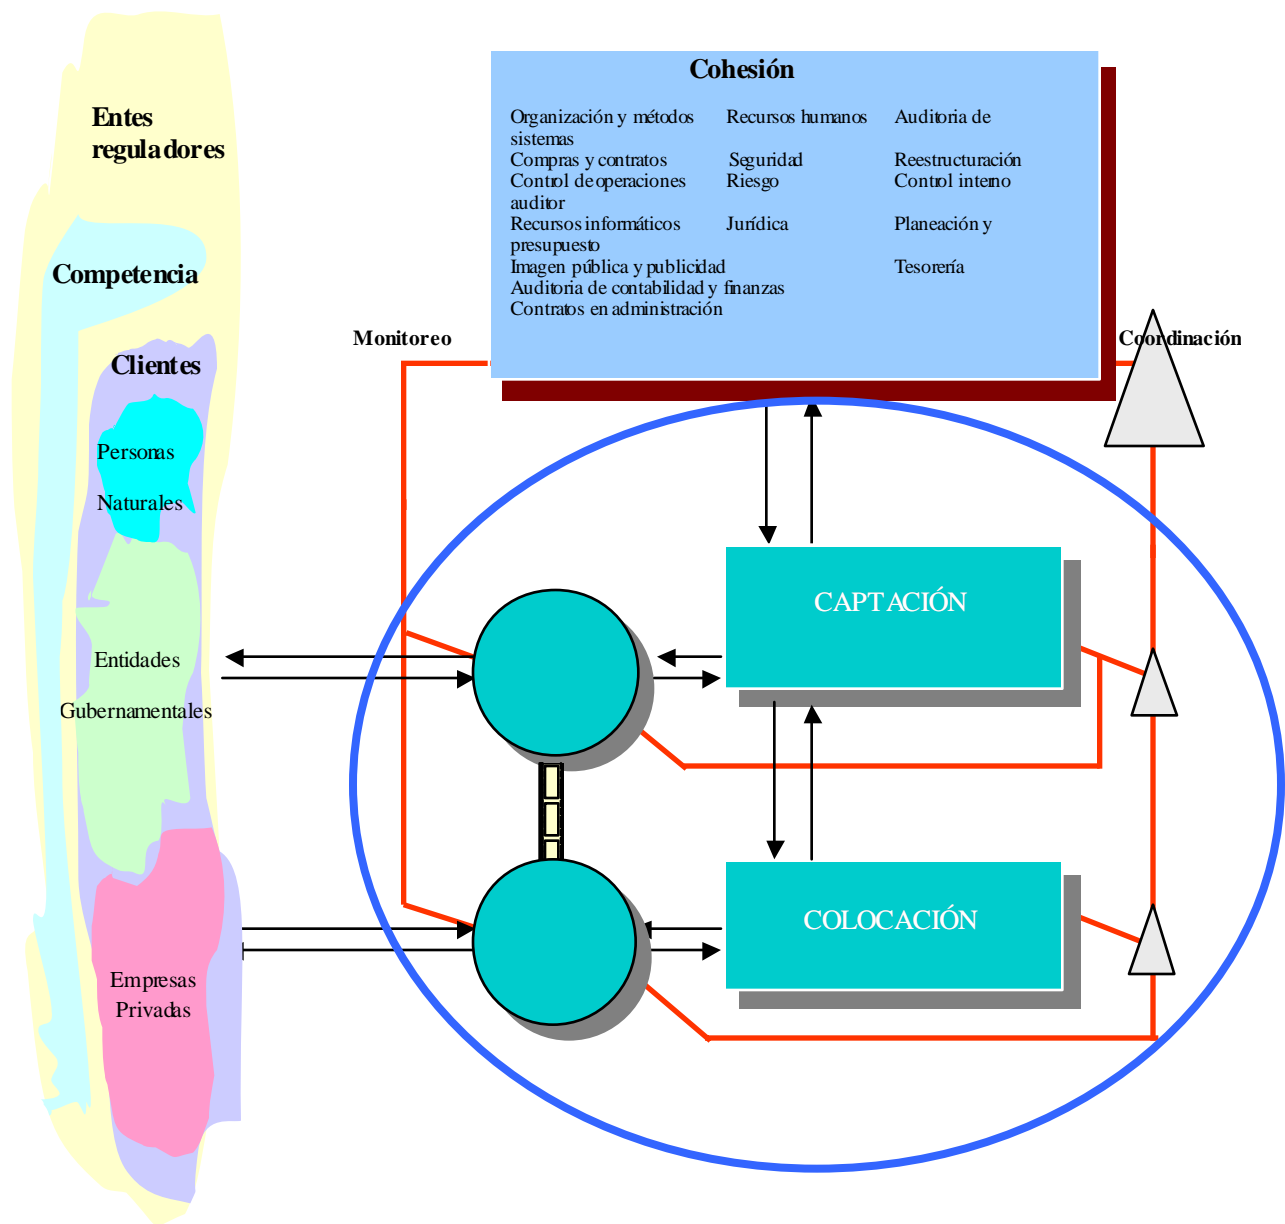 Cohesión
Organización y métodos Recursos humanos Auditoria de
sistemas
Compras y contratos Seguridad Reestructuración
Control de operaciones Riesgo Control interno
auditor
Recursos informáticos Jurídica Planeación y
presupuesto
Imagen pública y publicidad Tesorería
Auditoria de contabilidad y finanzas
Contratos en administración
Entes
reguladores
Competencia
Clientes
Personas
Naturales
Entidades
Gubernamentales
Empresas
Privadas
Monitoreo
Coordinación
CAPTACIÓN
COLOCACIÓN